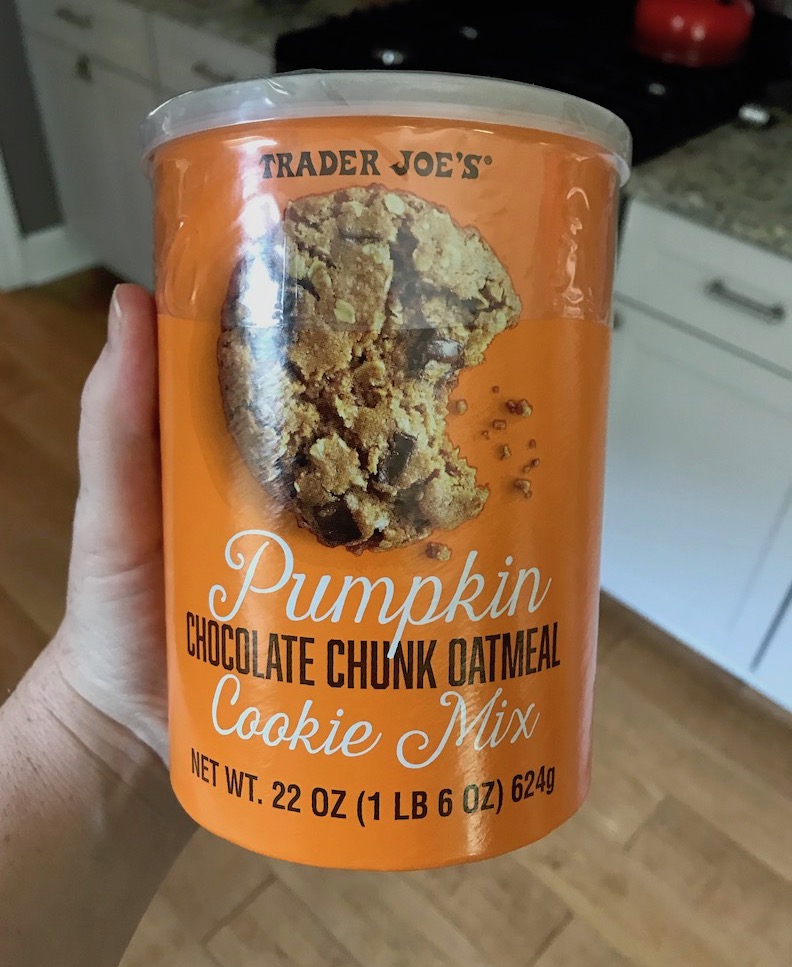 TRADER JOE'S®
Pumpkin
CHOCOLATE CHUNK OATMEAL
Cookie Mix
NET WT. 22 OZ (1 LB 6 OZ) 624g